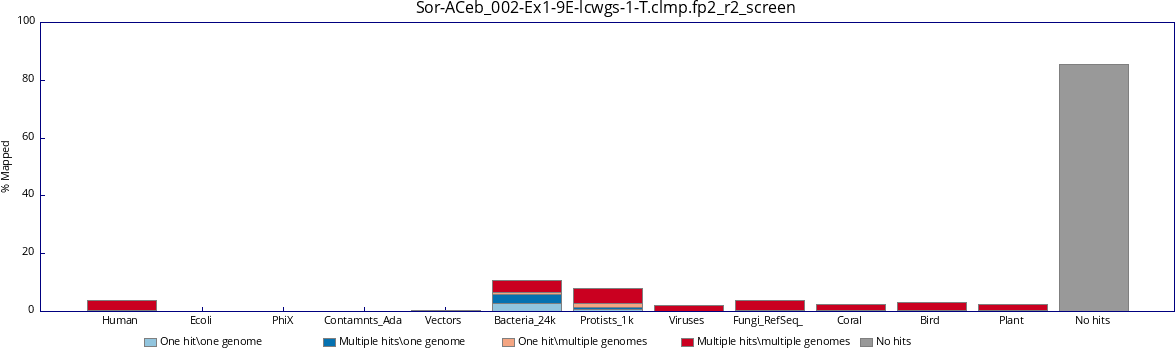 Sor-ACeb_002-Ex1-9E-lcwgs-1-T.clmp.fp2_r2_screen
100
80
60
40
20
0
% Mapped
Human Ecoli PhiX Contamnts_Ada Vectors Bacteria_24k Protists_1k Viruses Fungi_RefSeq_ Coral Bird Plant No hits
One hit\one genome Multiple hits\one genome One hit\multiple genomes Multiple hits\multiple genomes No hits